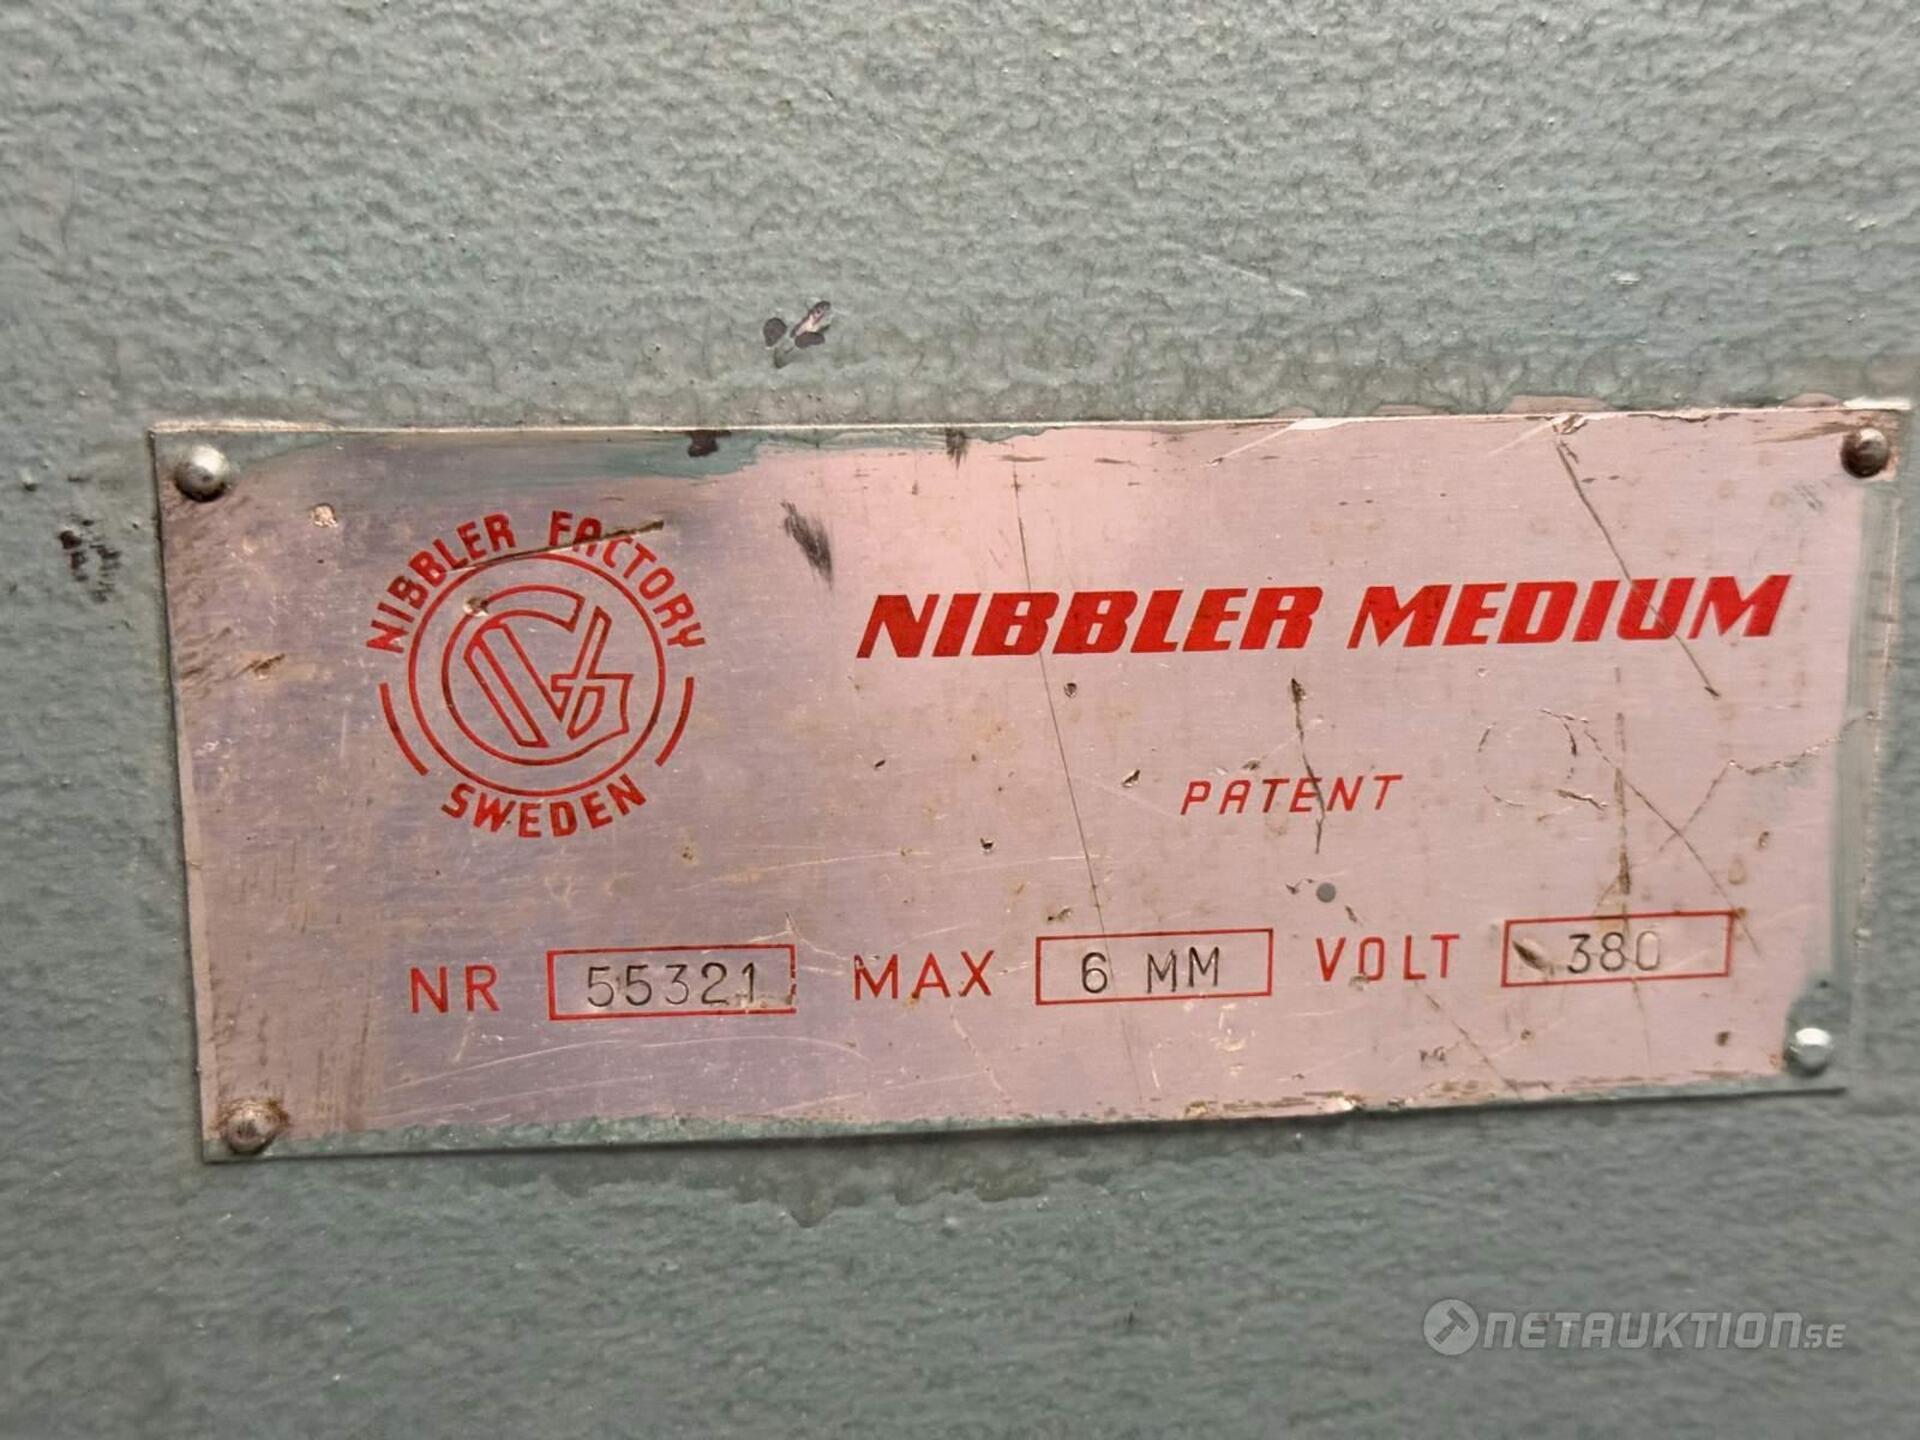 NIBBLER FACTORY
SWEDEN
NIBBLER MEDIUM
PATENT
NR 55321 MAX 6 MM VOLT 380
NETAUKTION.SE